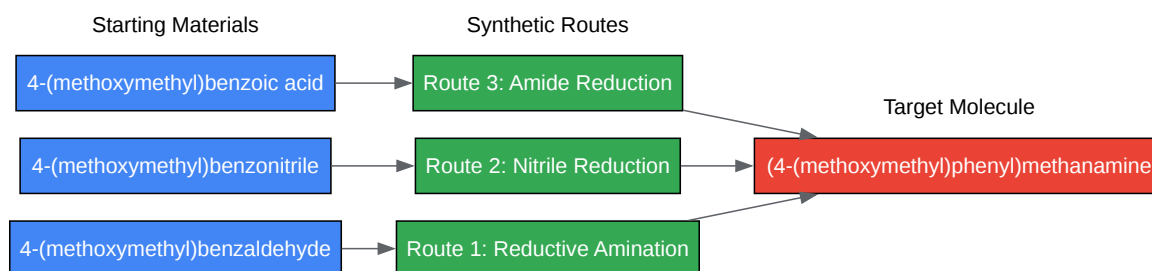 Starting Materials
Synthetic Routes
Target Molecule
4-(methoxymethyl)benzoic acid
Route 3: Amide Reduction
4-(methoxymethyl)benzonitrile
Route 2: Nitrile Reduction
(4-(methoxymethyl)phenyl)methanamine
4-(methoxymethyl)benzaldehyde
Route 1: Reductive Amination